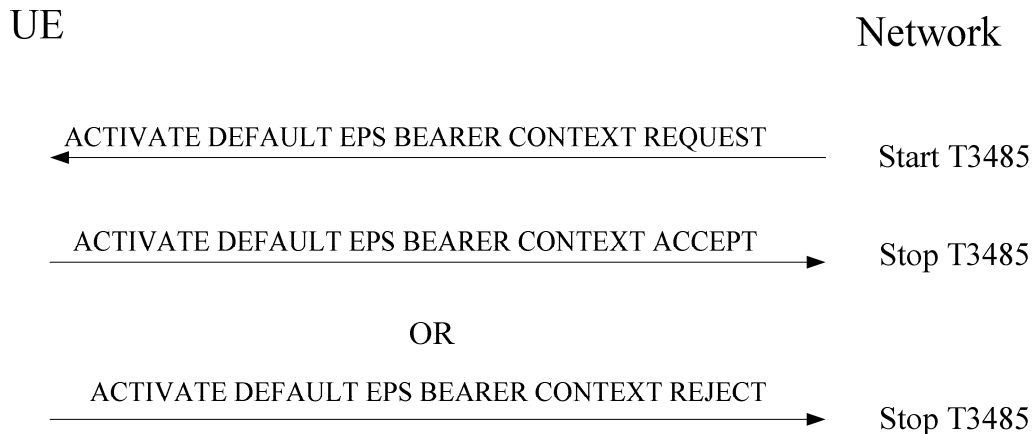 UE
Network
ACTIVATE DEFAULT EPS BEARER CONTEXT REQUEST
Start T3485
ACTIVATE DEFAULT EPS BEARER CONTEXT ACCEPT
Stop T3485
OR
ACTIVATE DEFAULT EPS BEARER CONTEXT REJECT
Stop T3485